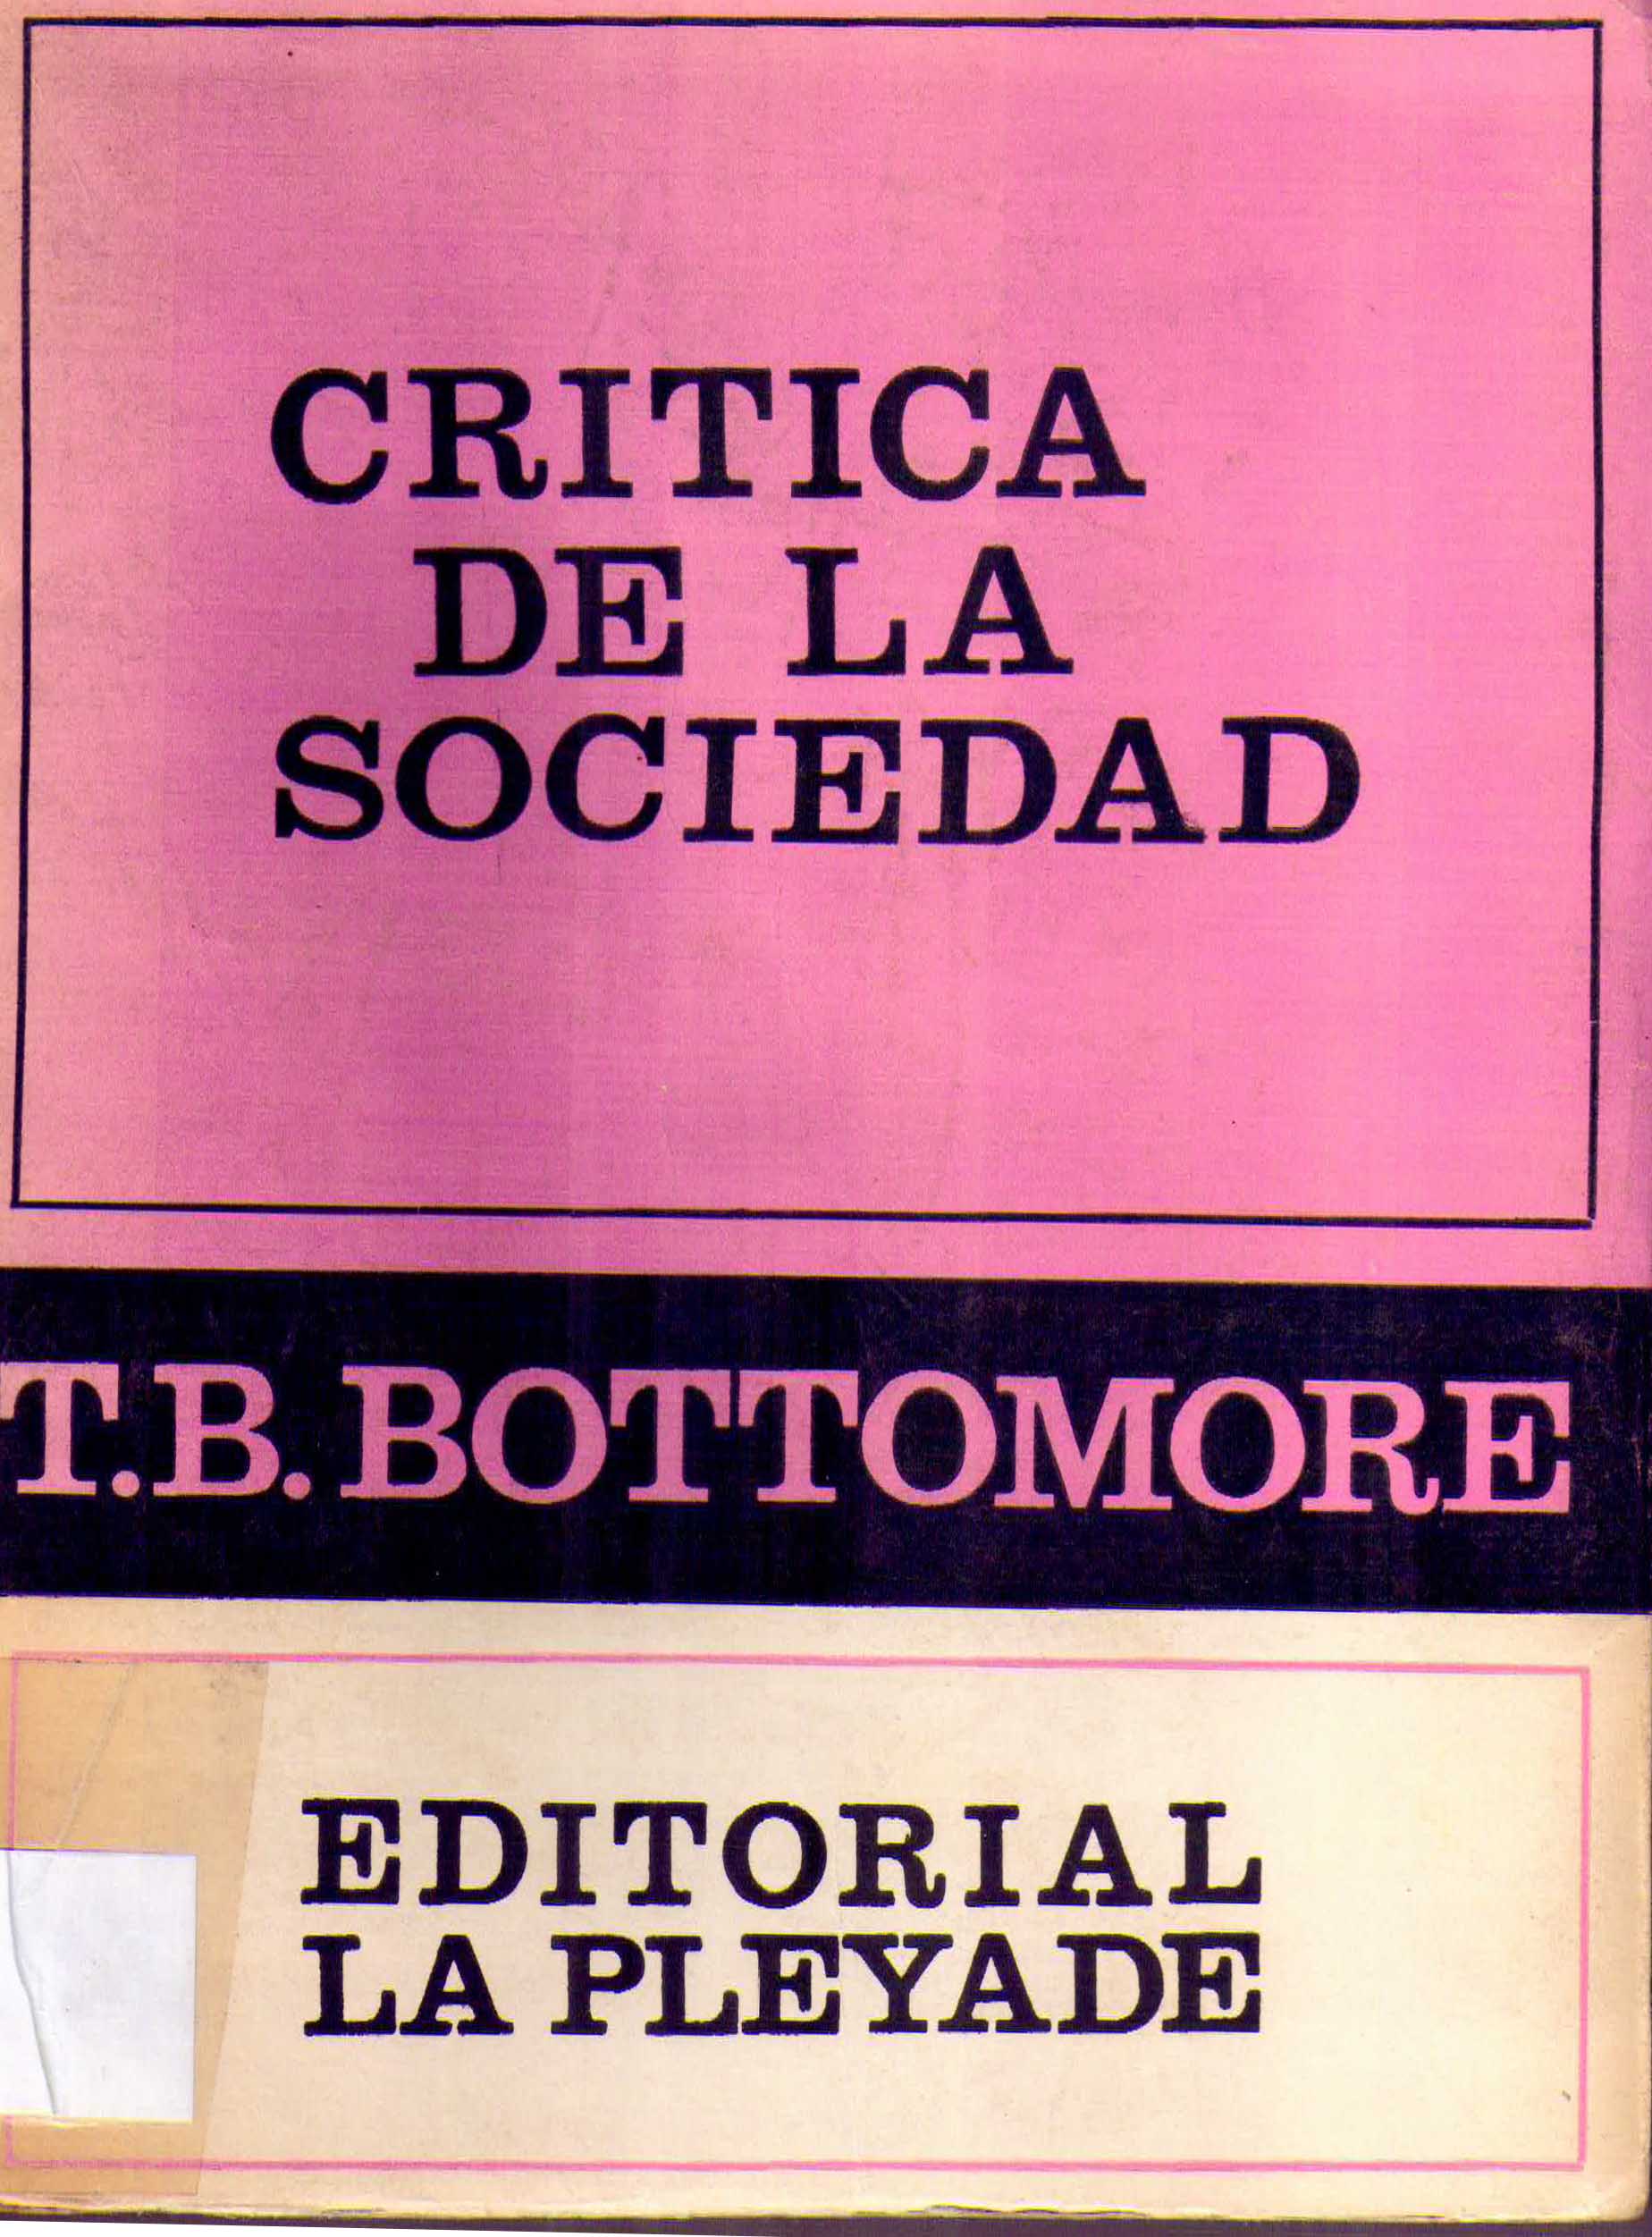 CRITICA
DE LA
SOCIEDAD
T.B. BOTTOMORE
EDITORIAL
LA PLEYADE